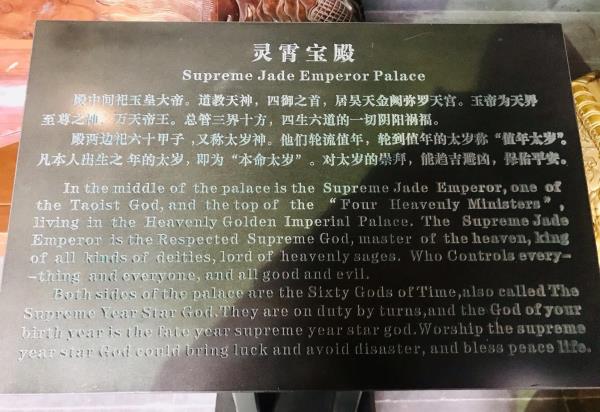 灵霄宝殿
Supreme Jade Emperor Palace
殿中间祀玉皇大帝。道教天神，四御之首，居昊天金阙弥罗天宫。玉帝为天界
至尊之神，万天帝王。总管三界十方，四生六道的一切阴阳祸福。
殿两边祀六十甲子，又称太岁神。他们轮流值年，轮到值年的太岁称“值年太岁”。
凡本人出生之 年的太岁，即为“本命太岁”。对太岁的崇拜，能趋吉避凶，保佑平安。
In the middle of the palace is the Supreme Jade Emperor, one of
the Taoist God, and the top of the “Four Heavenly Ministers”,
living in the Heavenly Golden Imperial Palace. The Supreme Jade
Emperor is the Respected Supreme God, master of the heaven, king
of all kinds of deities, lord of heavenly sages. Who Controls every-
-thing and everyone, and all good and evil.
Both sides of the palace are the Sixty Gods of Time,also called The
Supreme Year Star God.They are on duty by turns,and the God of your
birth year is the fate year supreme year star god.Worship the supreme
year star God could bring luck and avoid disaster, and bless peace life.